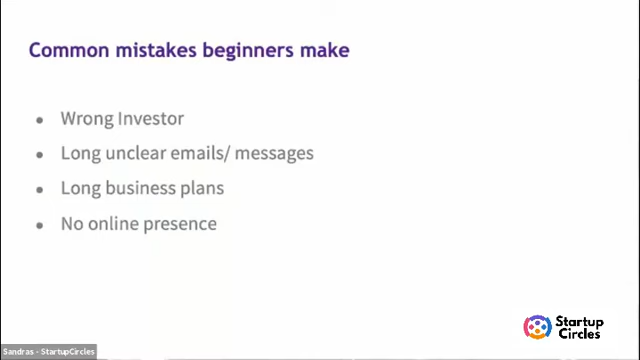 Common mistakes beginners make
• Wrong Investor
• Long unclear emails/ messages
• Long business plans
• No online presence
Startup
Circles
Sandras - StartupCircles